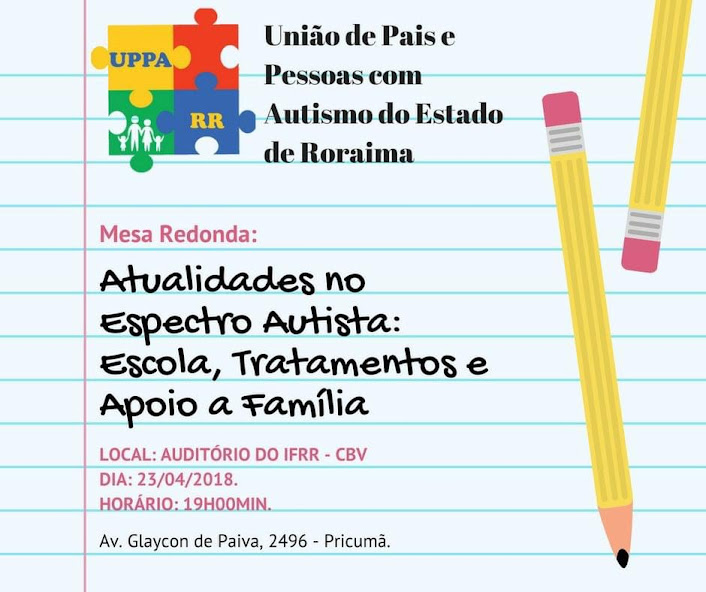 UPPA
RR
União de Pais e
Pessoas com
Autismo do Estado
de Roraima
Mesa Redonda:
Atualidades no
Espectro Autista:
Escola, Tratamentos e
Apoio a Família
LOCAL: AUDITÓRIO DO IFRR - CBV
DIA: 23/04/2018.
HORÁRIO: 19H00MIN.
Av. Glaycon de Paiva, 2496 - Pricumã.